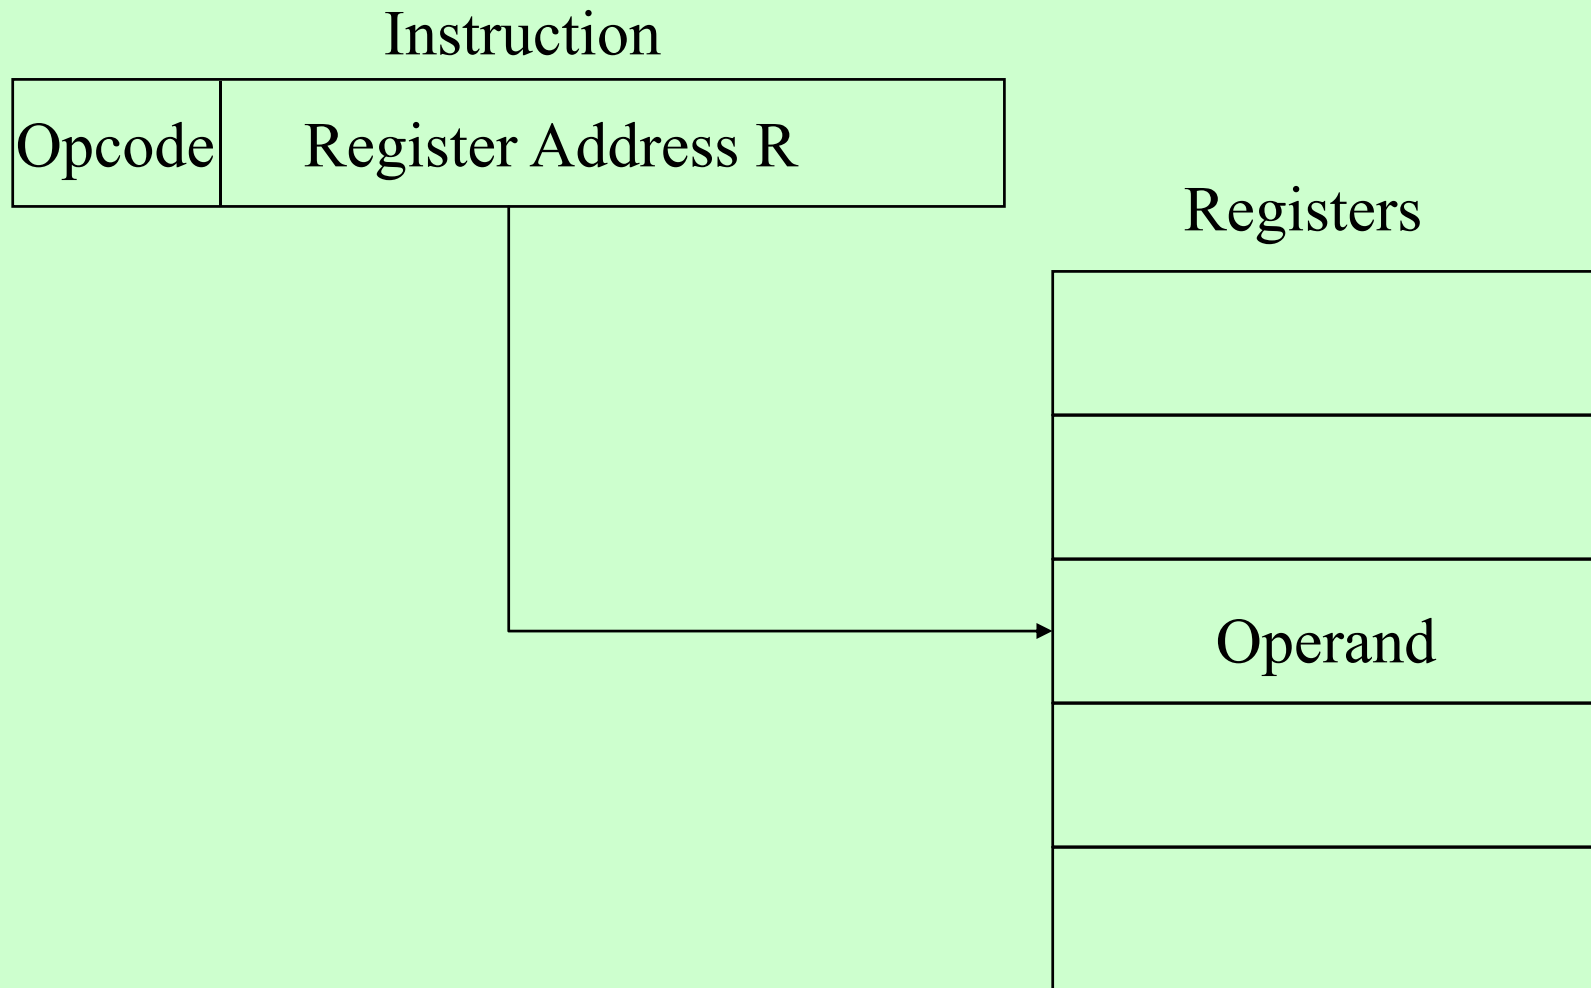 Instruction
Opcode Register Address R
Registers
Operand